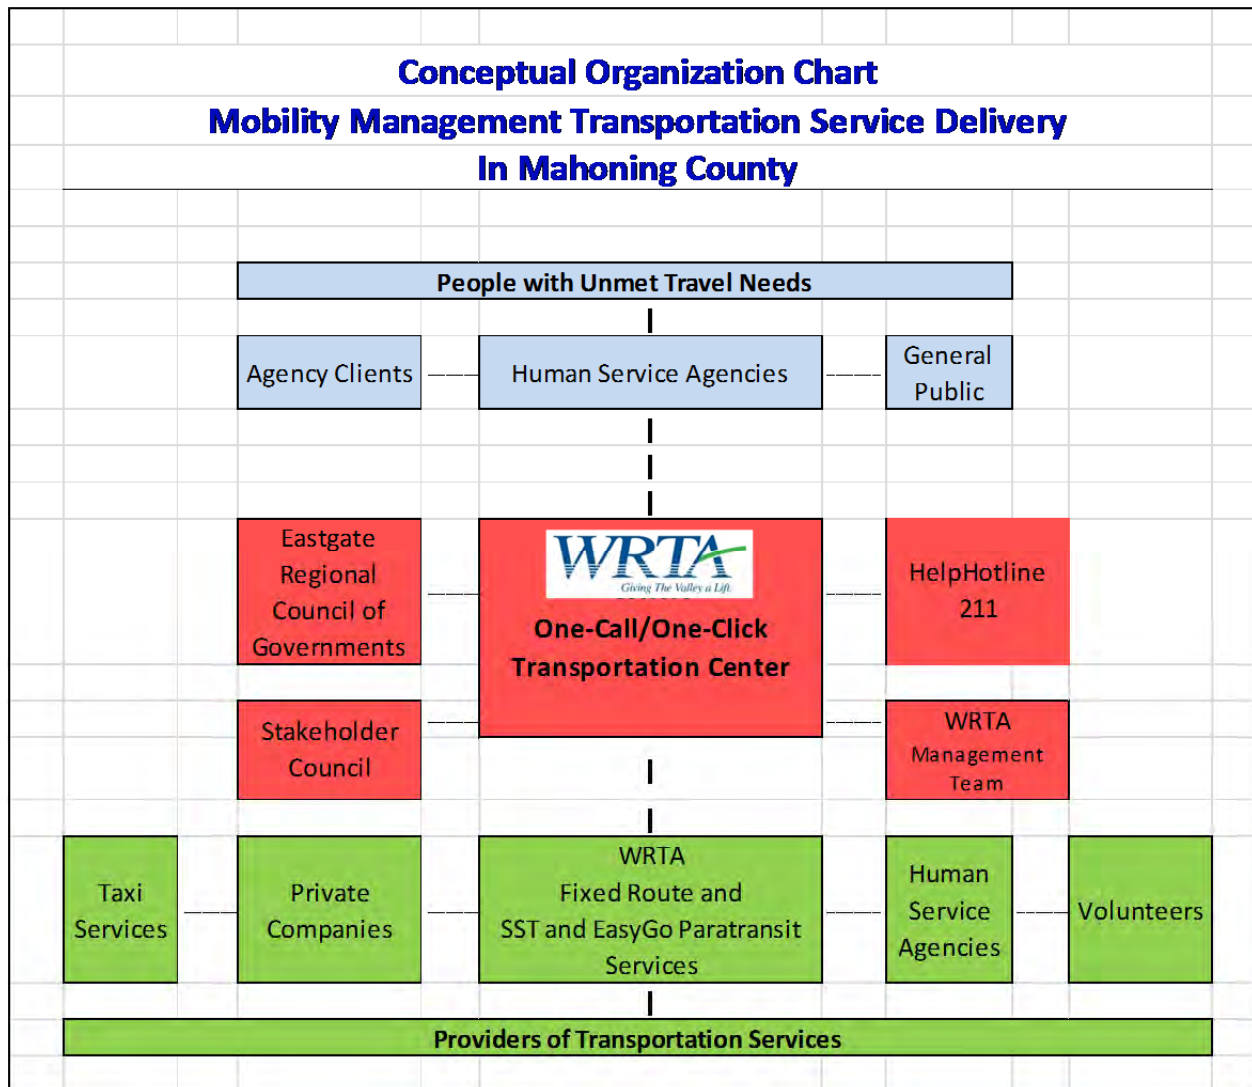 Conceptual Organization Chart
Mobility Management Transportation Service Delivery
In Mahoning County
People with Unmet Travel Needs
Agency Clients
Human Service Agencies
General
Public
Eastgate
Regional
Council of
Governments
WRTA
Giving The Valley a Lift.
One-Call/One-Click
Transportation Center
HelpHotline
211
Stakeholder
Council
WRTA
Management
Team
Taxi
Services
Private
Companies
WRTA
Fixed Route and
SST and EasyGo Paratransit
Services
Human
Service
Agencies
Volunteers
Providers of Transportation Services